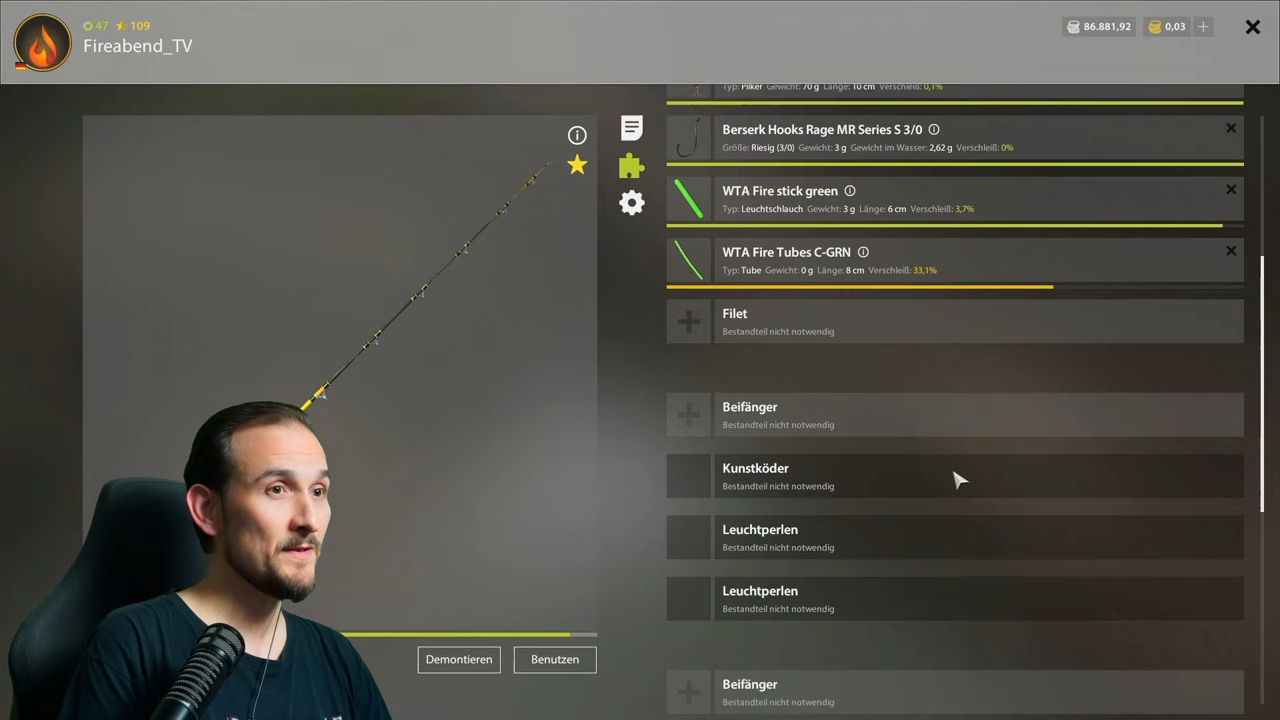 47 109
Fireabend_TV
86.881,92
0,03
Typ: Pilker Gewicht: 70 g Länge: 10 cm Verschleiß: 0,1%
Berserk Hooks Rage MR Series S 3/0
Größe: Riesig (3/0) Gewicht: 3 g Gewicht im Wasser: 2,62 g Verschleiß: 0%
WTA Fire stick green
Typ: Leuchtschlauch Gewicht: 3 g Länge: 6 cm Verschleiß: 3,7%
WTA Fire Tubes C-GRN
Typ: Tube Gewicht: 0 g Länge: 8 cm Verschleiß: 33,1%
Filet
Bestandteil nicht notwendig
Beifänger
Bestandteil nicht notwendig
Kunstköder
Bestandteil nicht notwendig
Leuchtperlen
Bestandteil nicht notwendig
Leuchtperlen
Bestandteil nicht notwendig
Beifänger
Bestandteil nicht notwendig
Demontieren
Benutzen